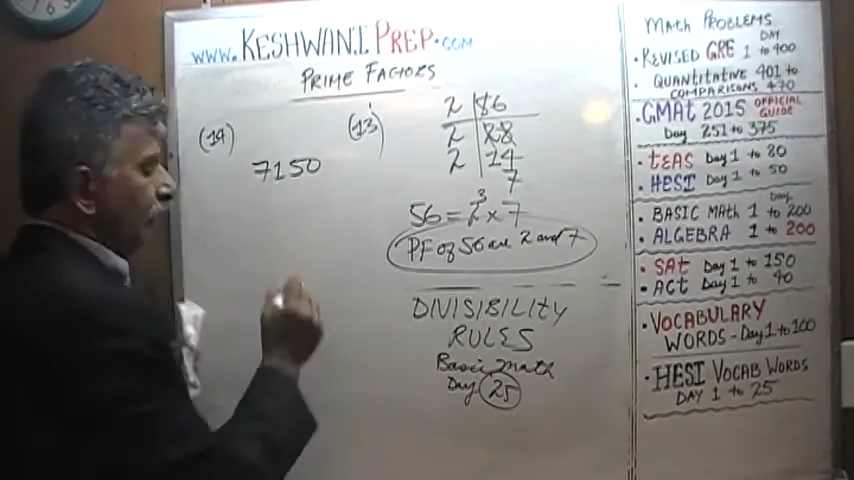 www.KESHWANIPREP.COM
PRIME FACTORS
(14)
7150
(13)
2 56
2 28
2 14
7
56 = 2³ x 7
PF of 56 are 2 and 7
DIVISIBILITY
RULES
Basic Math
Day 25
MATH PROBLEMS
DAY
• REVISED GRE 1 to 400
• QUANTITATIVE 401 to
COMPARISONS 470
• GMAT 2015 OFFICIAL GUIDE
Day 251 to 375
• TEAS Day 1 to 80
• HESI Day 1 to 50
Day
• BASIC MATH 1 to 200
• ALGEBRA 1 to 200
• SAT Day 1 to 150
• ACT Day 1 to 40
• VOCABULARY
WORDS - Day 1 to 100
• HESI VOCAB WORDS
DAY 1 to 25